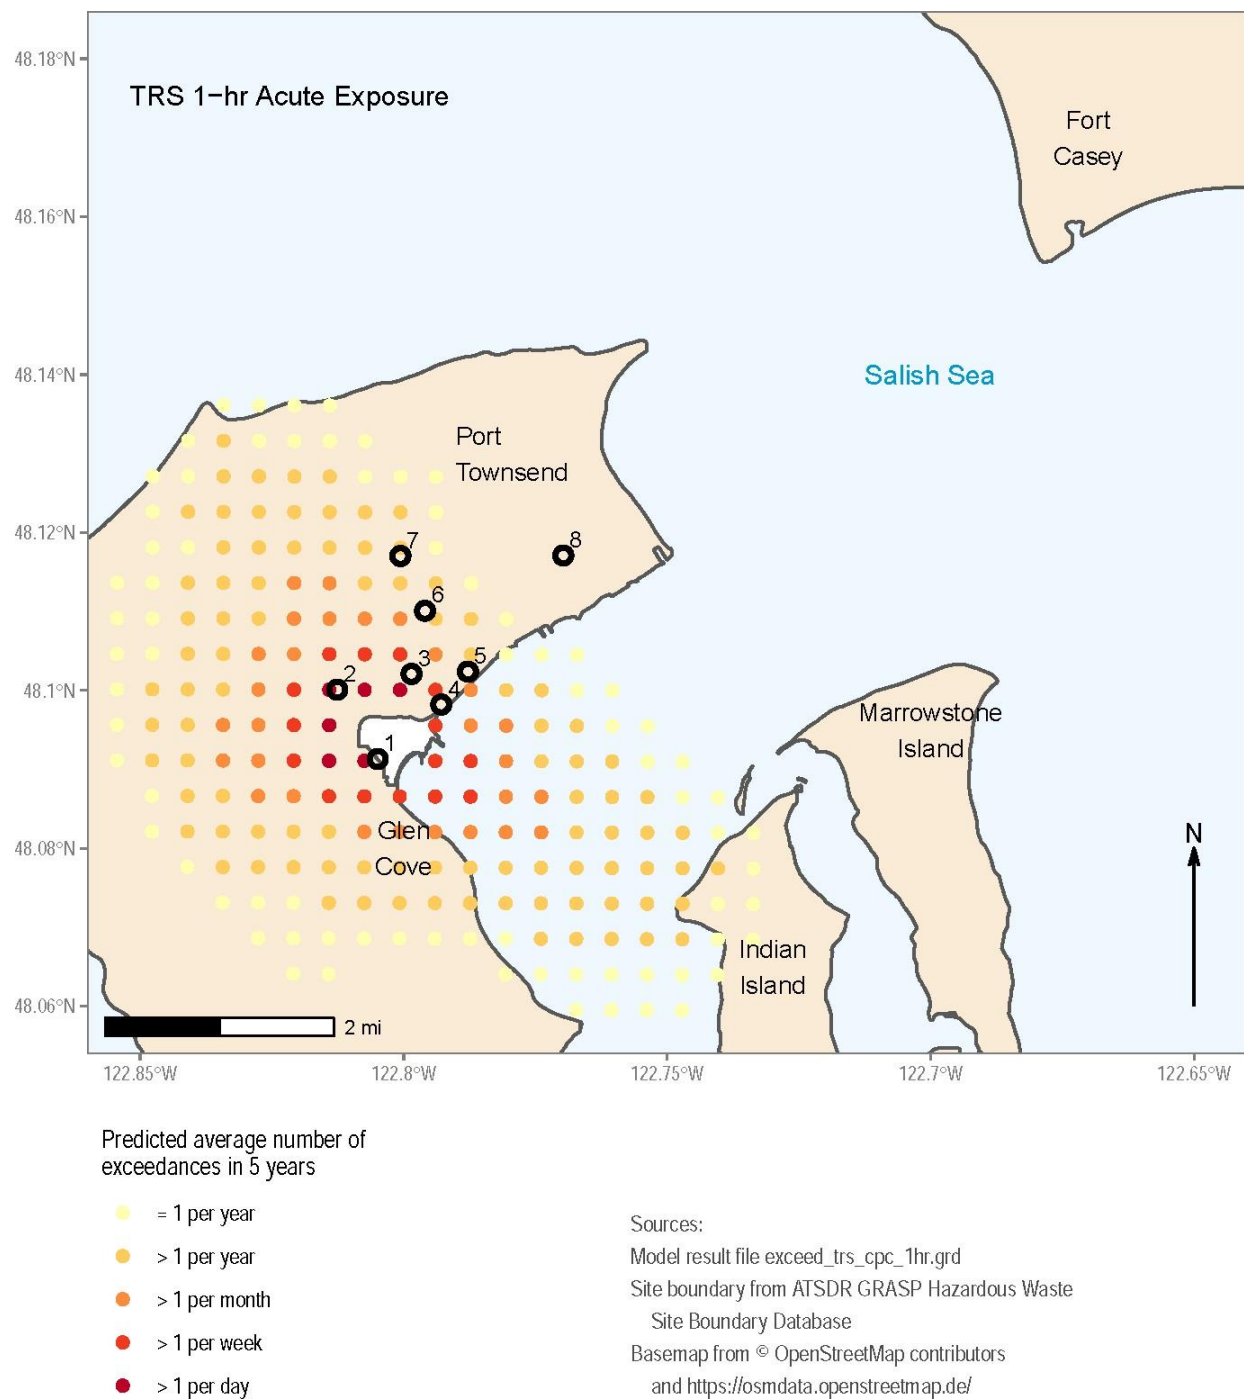 48.18°N
TRS 1-hr Acute Exposure
Fort
Casey
48.16°N
48.14°N
Salish Sea
Port
Townsend
48.12°N
7
8
6
3
5
2
4
48.1°N
1
Marrowstone
Island
N
Glen
Cove
48.08°N
Indian
Island
48.06°N
2 mi
122.85°W
122.8°W
122.75°W
122.7°W
122.65°W
Predicted average number of
exceedances in 5 years
= 1 per year
> 1 per year
> 1 per month
> 1 per week
> 1 per day
Sources:
Model result file exceed_trs_cpc_1hr.grd
Site boundary from ATSDR GRASP Hazardous Waste
Site Boundary Database
Basemap from © OpenStreetMap contributors
and https://osmdata.openstreetmap.de/